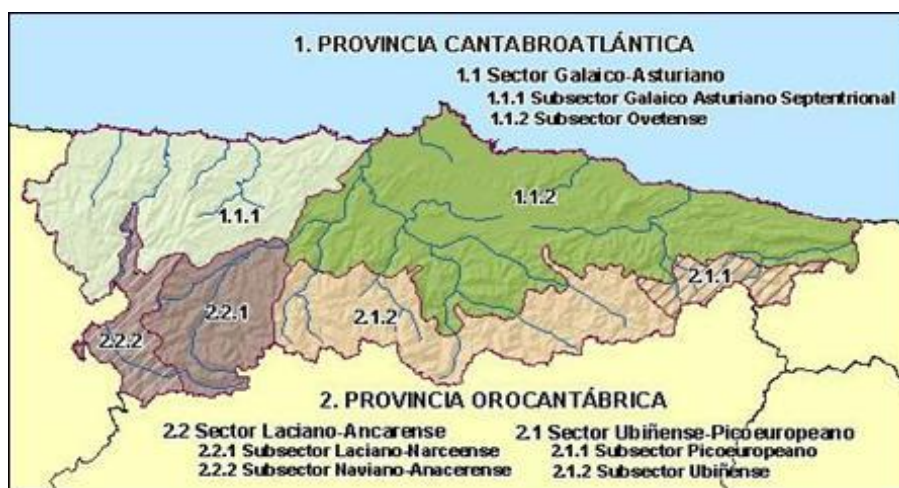 1. PROVINCIA CANTABROATLÁNTICA
1.1 Sector Galaico-Asturiano
1.1.1 Subsector Galaico Asturiano Septentrional
1.1.2 Subsector Ovetense
1.1.1
1.1.2
2.1.1
2.2.1
2.1.2
2.2.2
2. PROVINCIA OROCANTÁBRICA
2.2 Sector Laciano-Ancarense
2.2.1 Subsector Laciano-Narceense
2.2.2 Subsector Naviano-Anacerense
2.1 Sector Ubiñense-Picoeuropeano
2.1.1 Subsector Picoeuropeano
2.1.2 Subsector Ubiñense